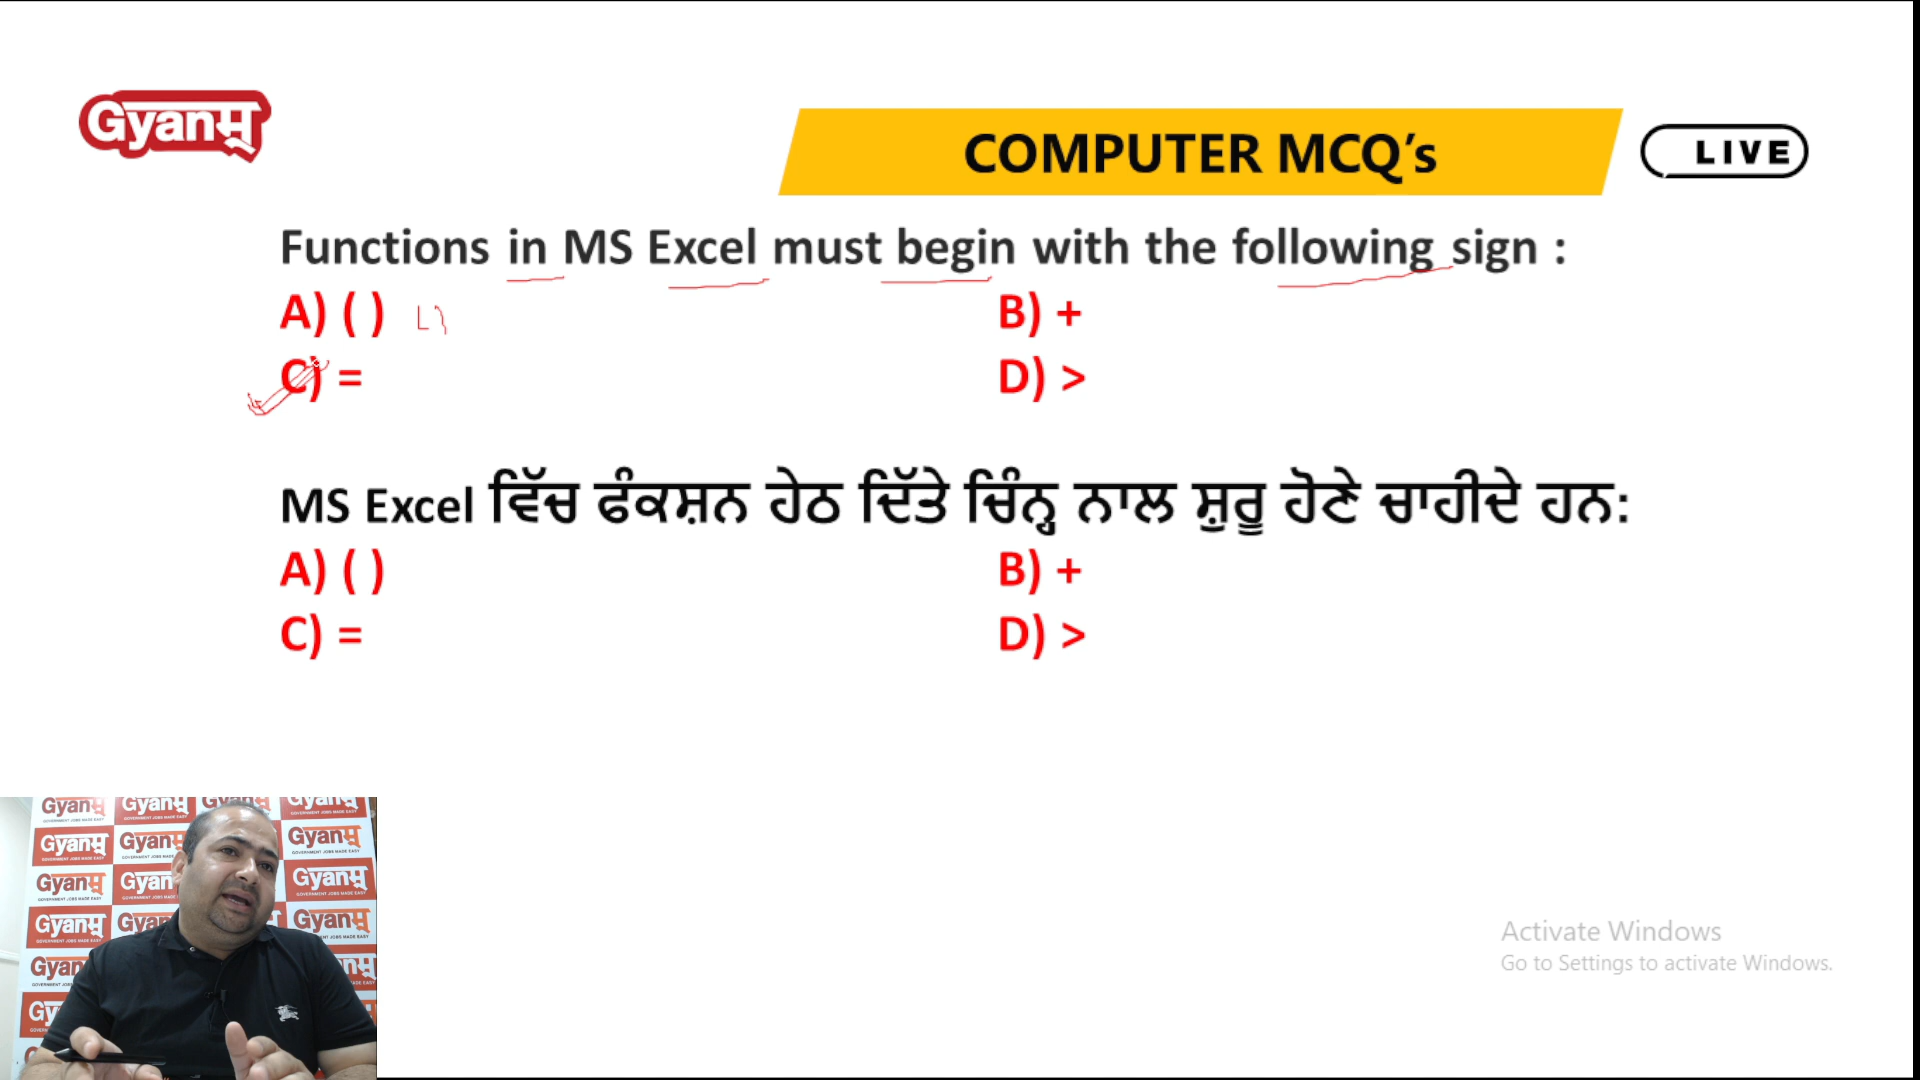 Gyanਸ਼
COMPUTER MCQ’s
LIVE
Functions in MS Excel must begin with the following sign :
A) ( ) B) +
C) = D) >
MS Excel ਵਿੱਚ ਫੰਕਸ਼ਨ ਹੇਠ ਦਿੱਤੇ ਚਿੰਨ੍ਹ ਨਾਲ ਸ਼ੁਰੂ ਹੋਣੇ ਚਾਹੀਦੇ ਹਨ:
A) ( ) B) +
C) = D) >
Activate Windows
Go to Settings to activate Windows.